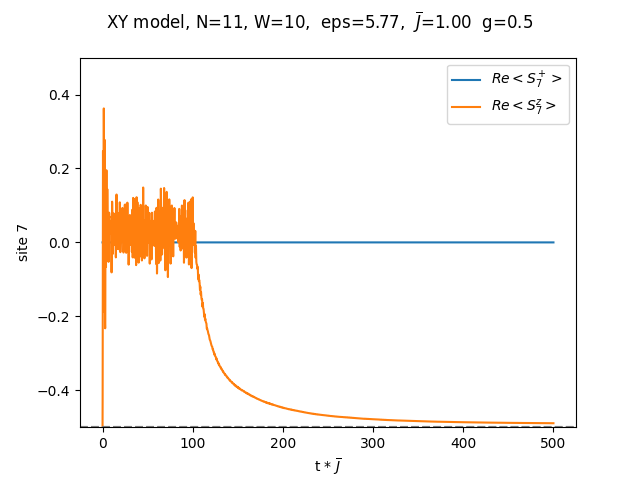 XY model, N=11, W=10, eps=5.77, J̄=1.00 g=0.5
0.4
0.2
0.0
−0.2
−0.4
site 7
Re < S₇⁺ >
Re < S₇ᶻ >
0 100 200 300 400 500
t * J̄